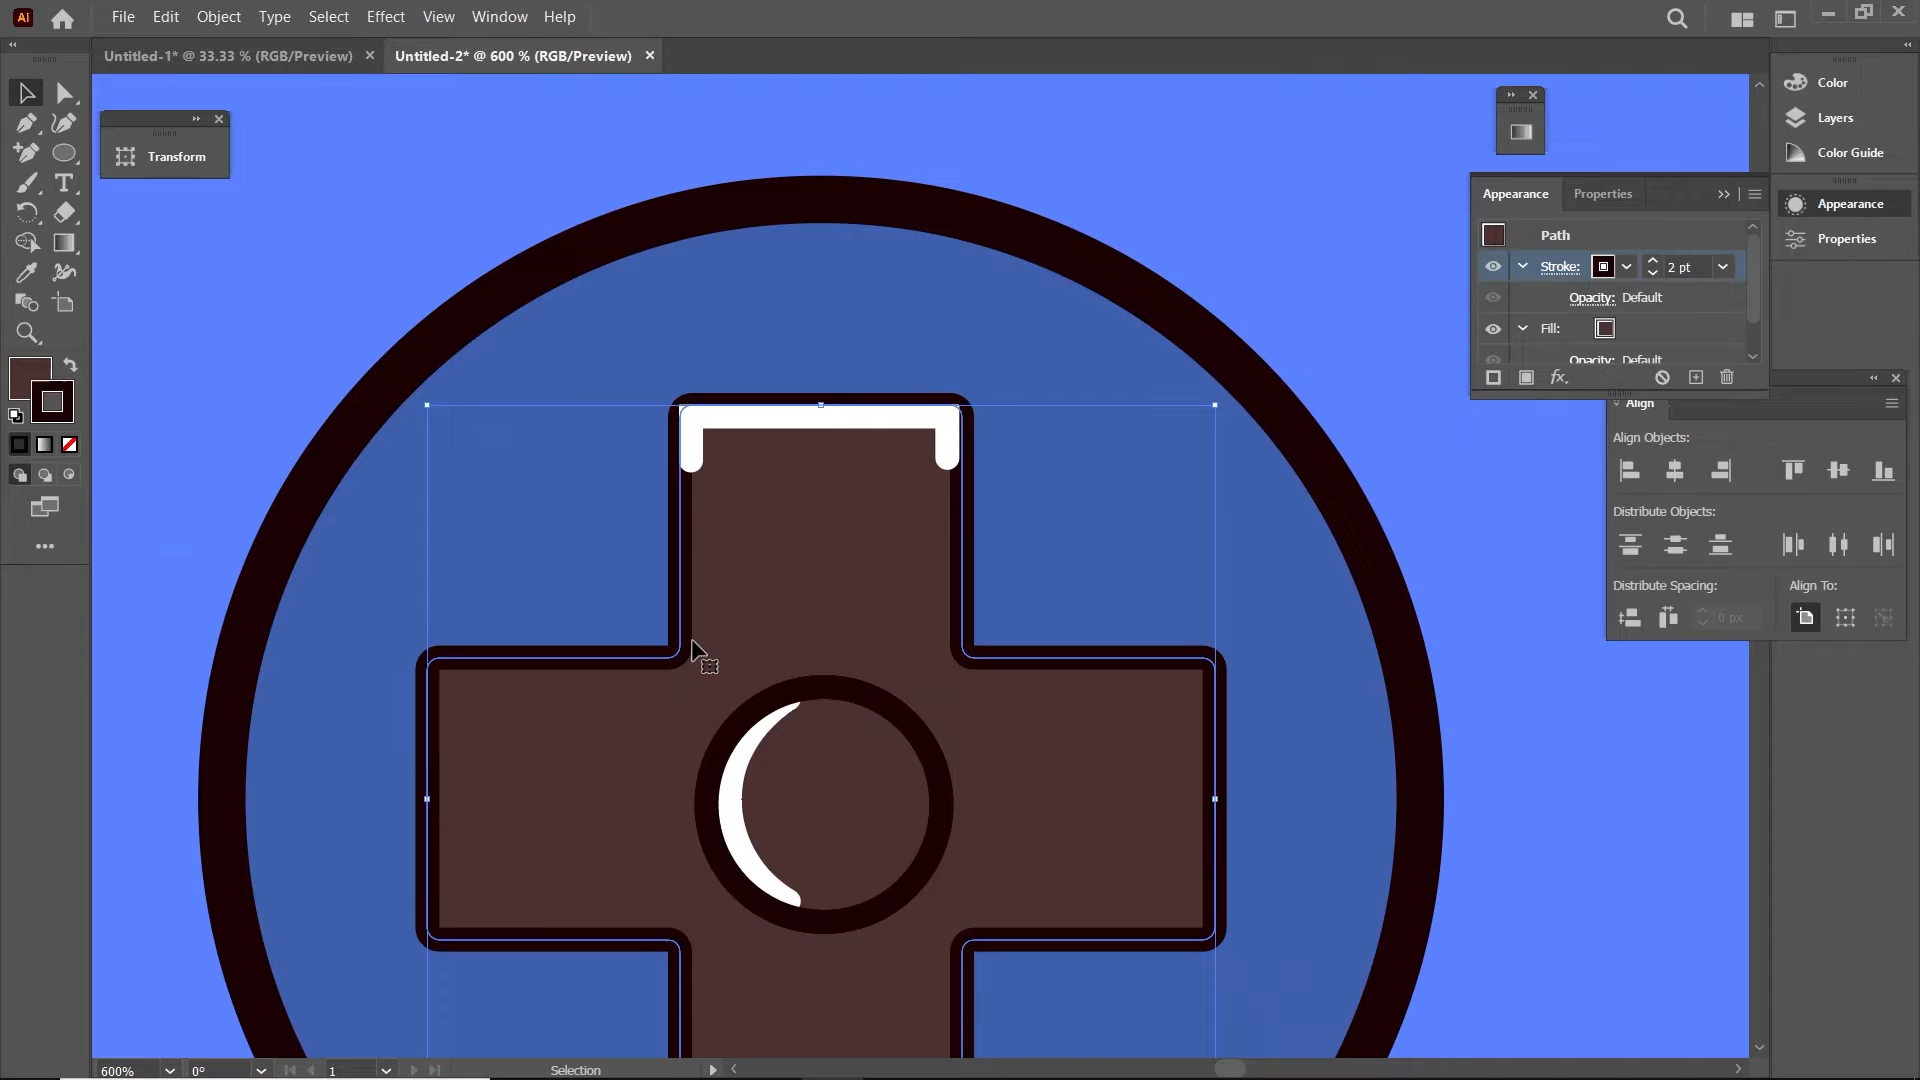 Ai File Edit Object Type Select Effect View Window Help
Untitled-1* @ 33.33 % (RGB/Preview) Untitled-2* @ 600 % (RGB/Preview)
Transform
Color
Layers
Color Guide
Appearance
Properties
Appearance Properties
Path
Stroke: 2 pt
Opacity: Default
Fill:
Opacity: Default
fx
Align
Align Objects:
Distribute Objects:
Distribute Spacing: Align To:
0 px
T
600% 0° 1 Selection